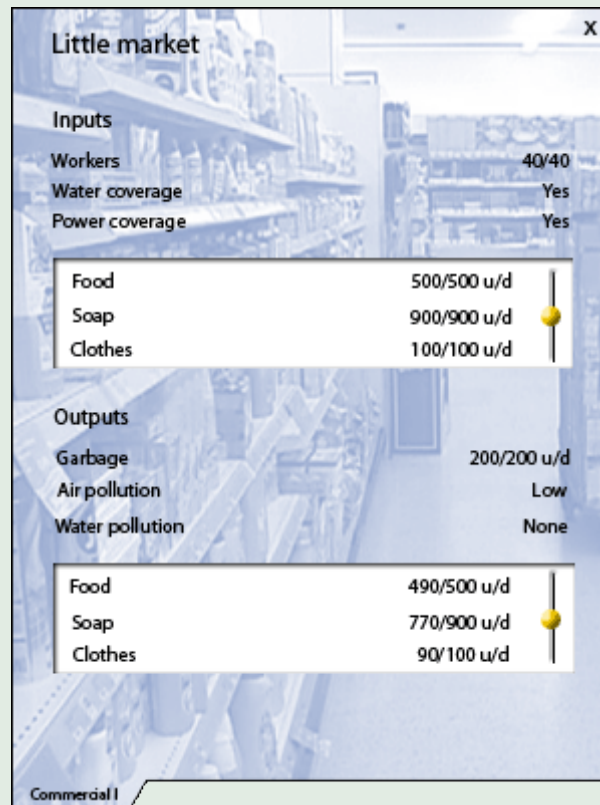 Little market
X
Inputs
Workers 40/40
Water coverage Yes
Power coverage Yes
Food 500/500 u/d
Soap 900/900 u/d
Clothes 100/100 u/d
Outputs
Garbage 200/200 u/d
Air pollution Low
Water pollution None
Food 490/500 u/d
Soap 770/900 u/d
Clothes 90/100 u/d
Commercial I